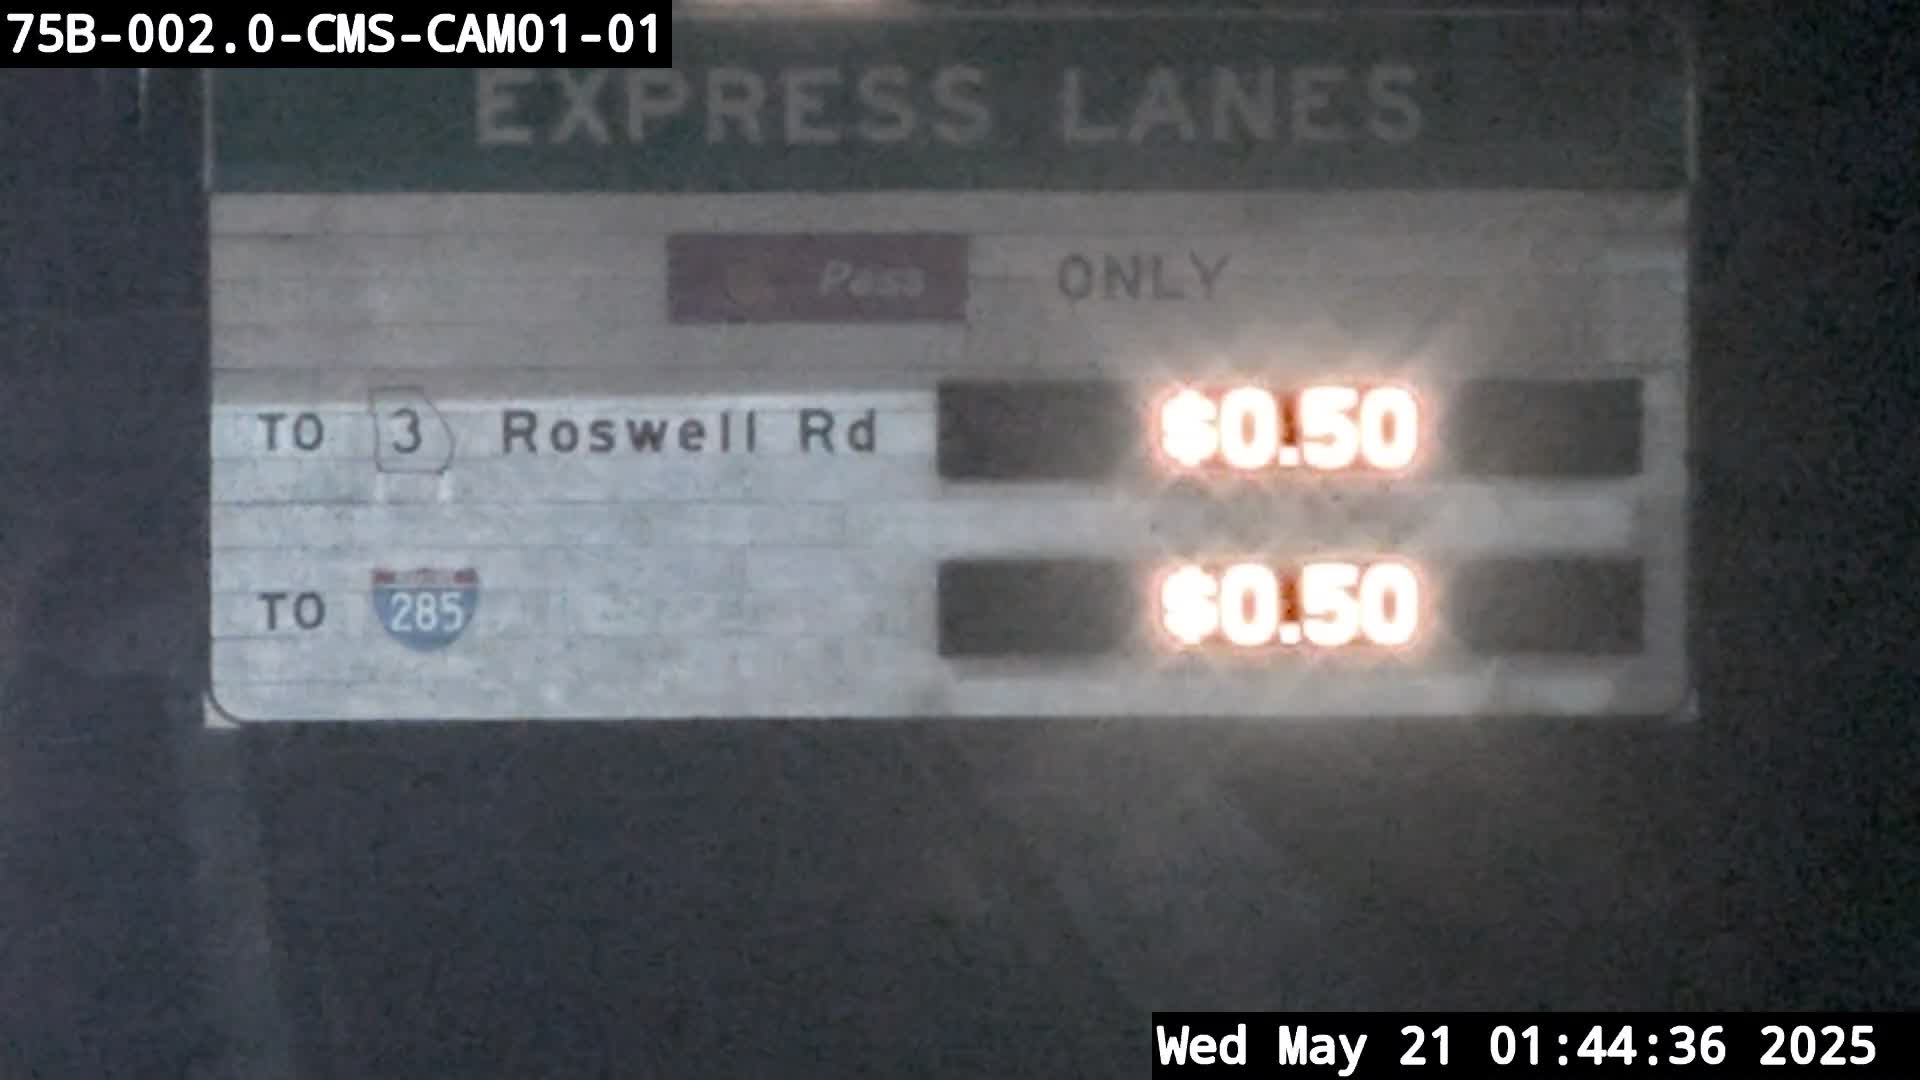 75B-002.0-CMS-CAM01-01
EXPRESS LANES
Pass ONLY
TO 3 Roswell Rd $0.50
TO 285 $0.50
Wed May 21 01:44:36 2025